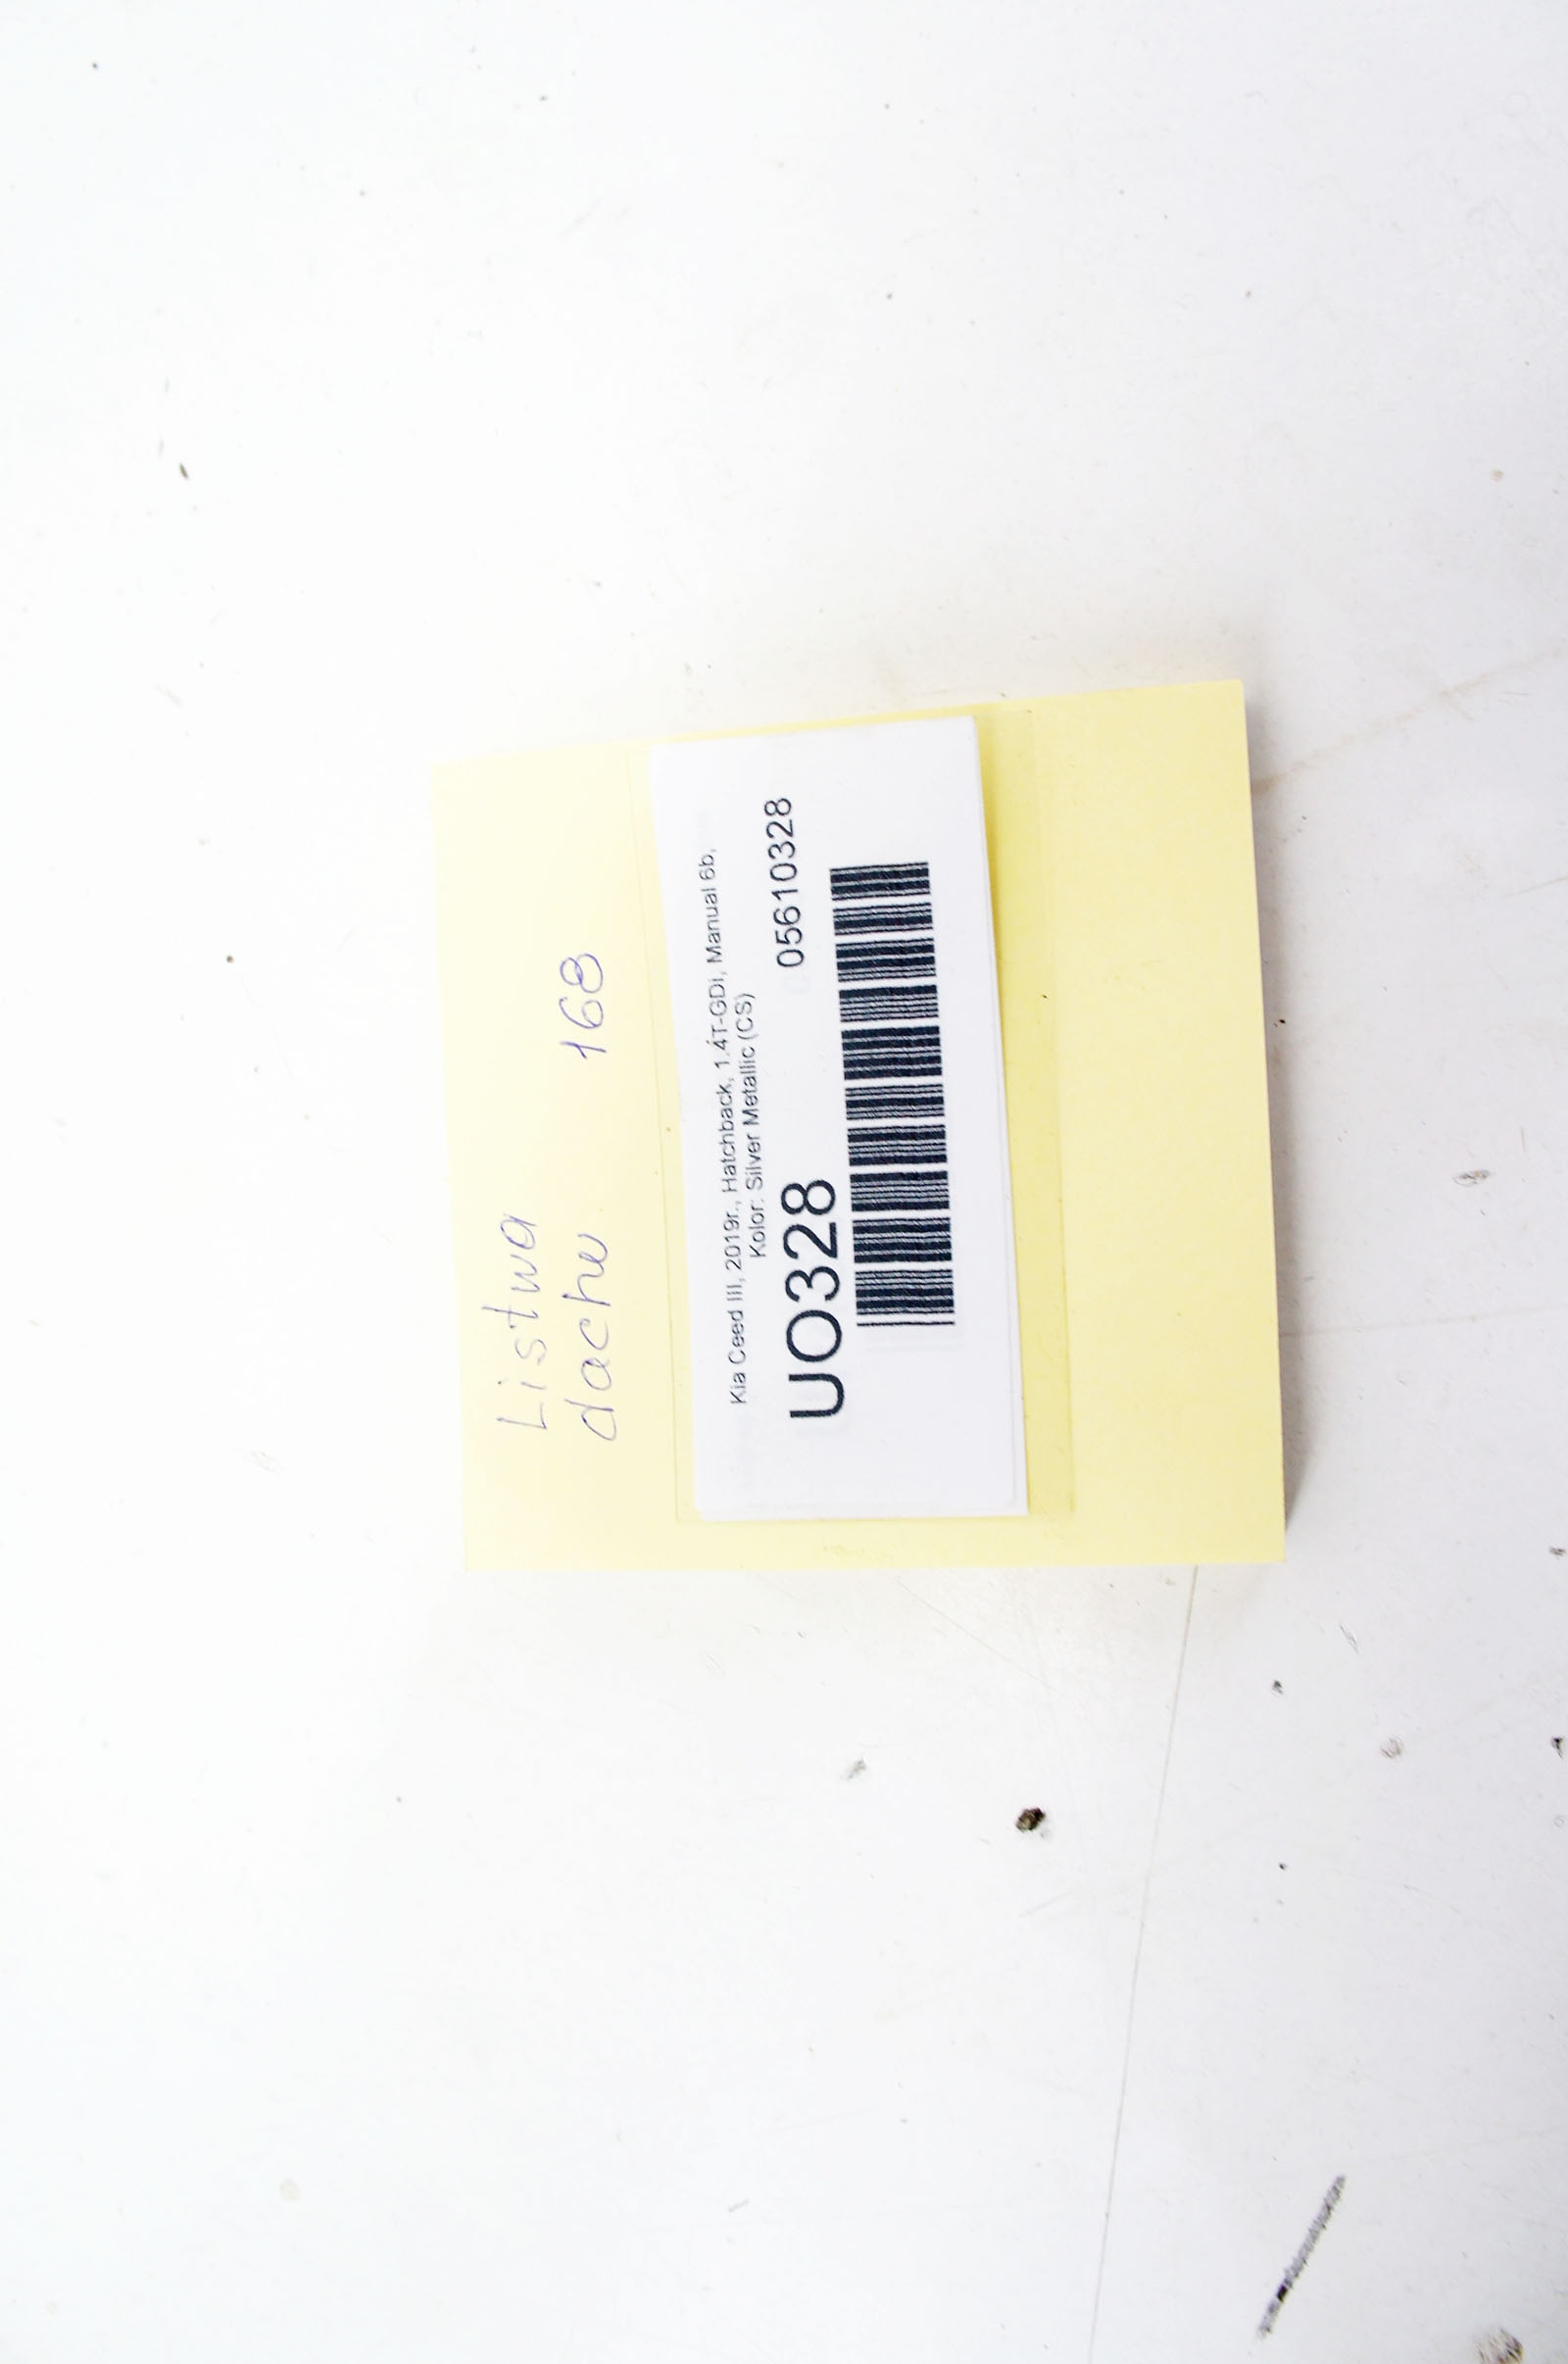 Listwa
dachu 168
Kia Ceed III, 2019r., Hatchback, 1.4T-GDi, Manual 6b,
Kolor: Silver Metallic (CS)
UO328 05610328